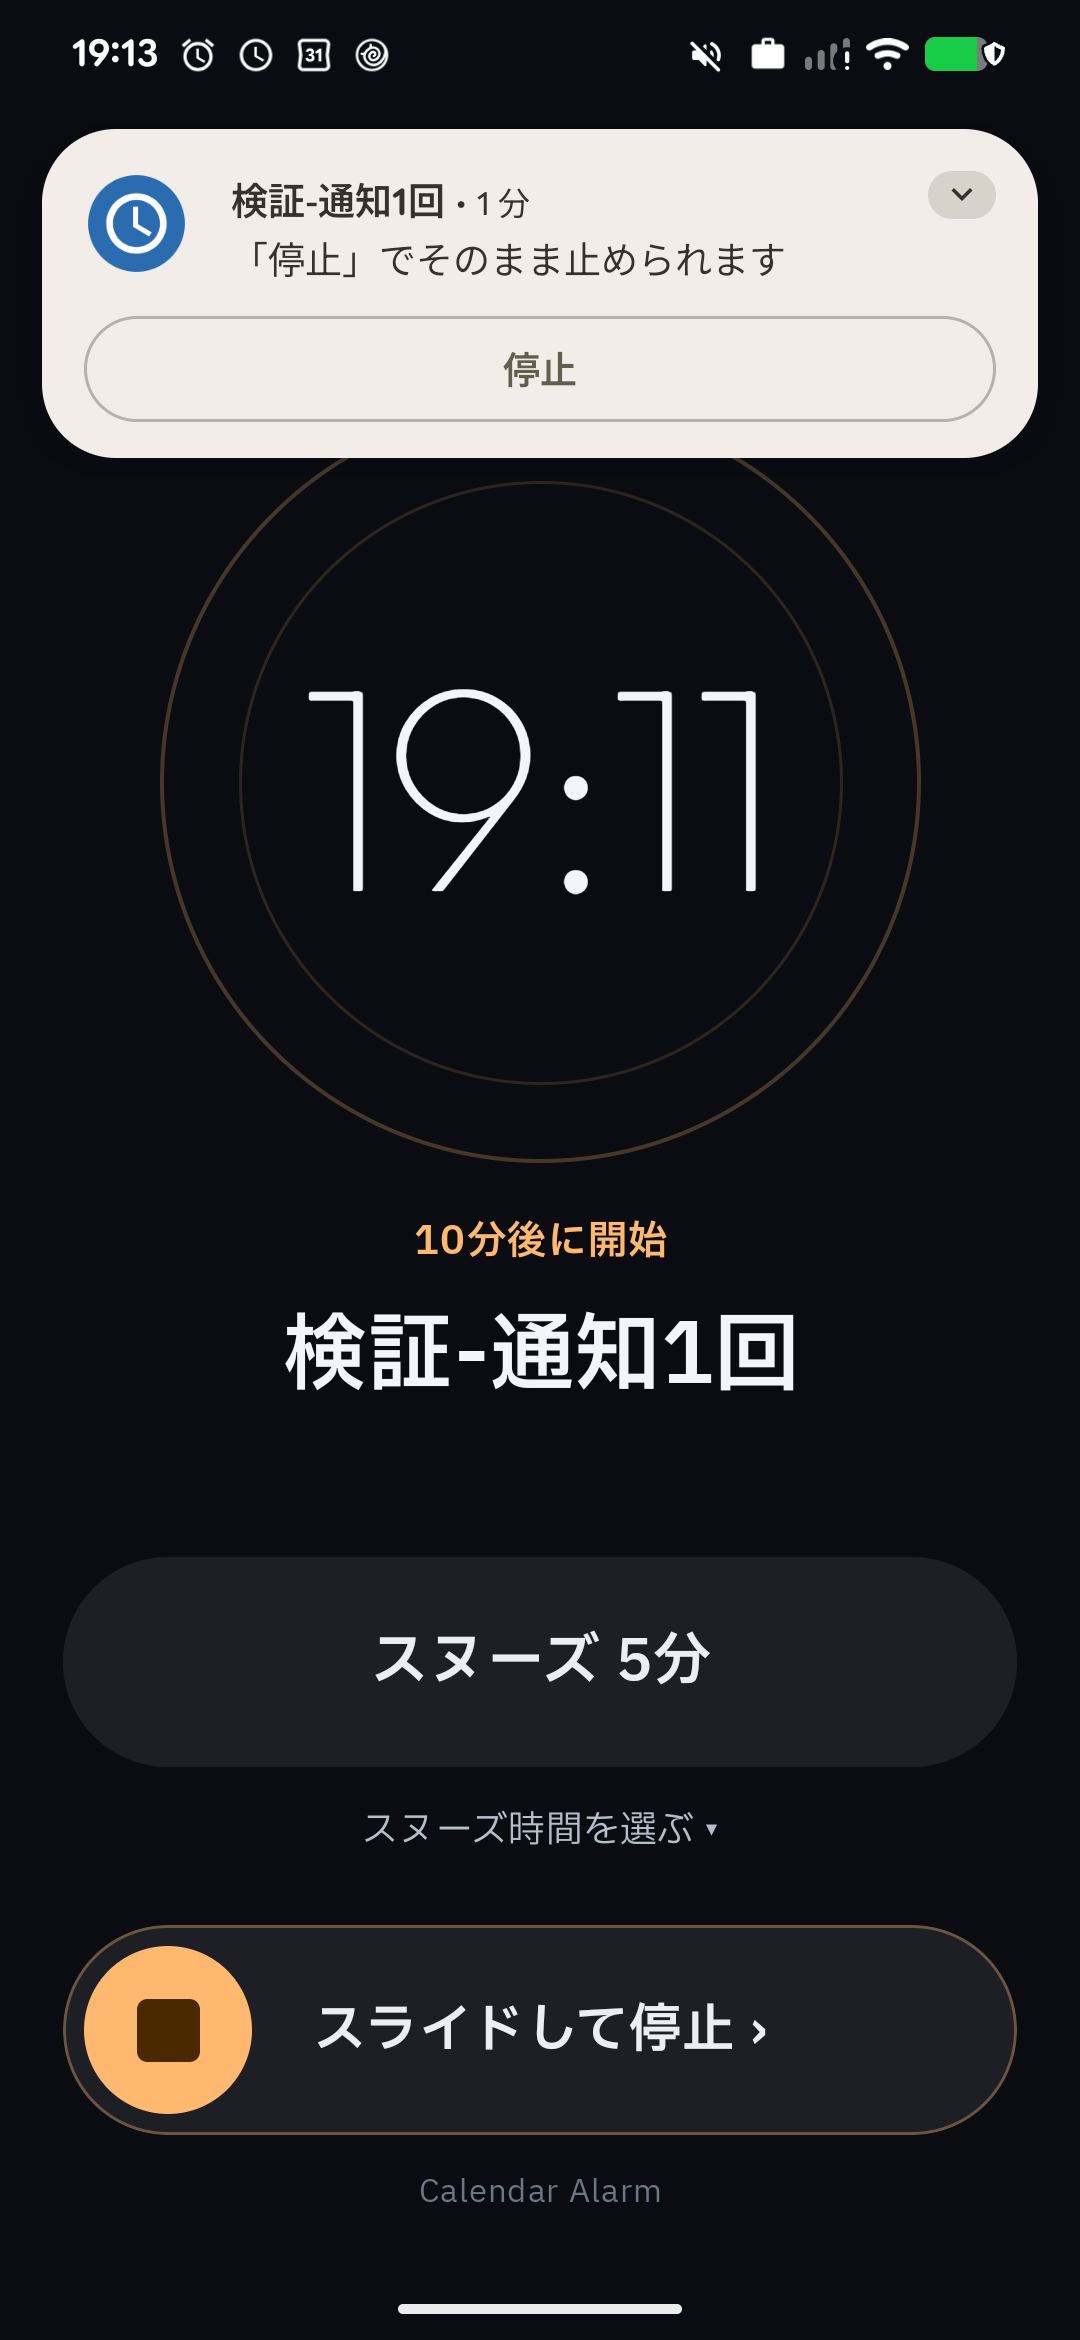 19:13
31
検証-通知1回・1分
「停止」でそのまま止められます
停止
19:11
10分後に開始
検証-通知1回
スヌーズ 5分
スヌーズ時間を選ぶ ▾
スライドして停止 ›
Calendar Alarm